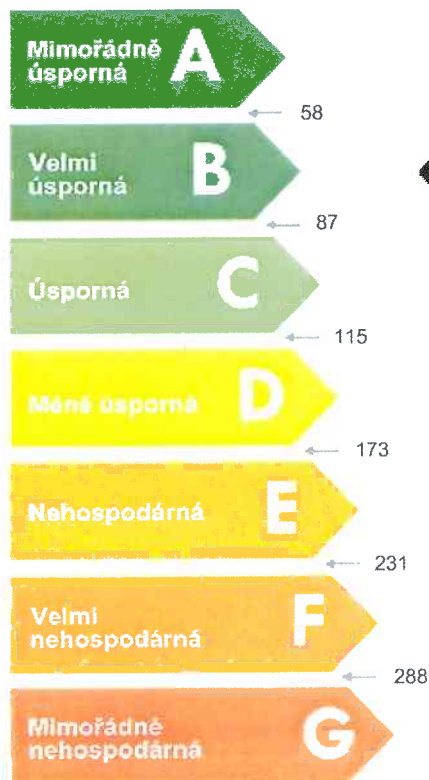 Mimořádně
úsporná A
58
Velmi
úsporná B
87
Úsporná C
115
Méně úsporná D
173
Nehospodárná E
231
Velmi
nehospodárná F
288
Mimořádně
nehospodárná G